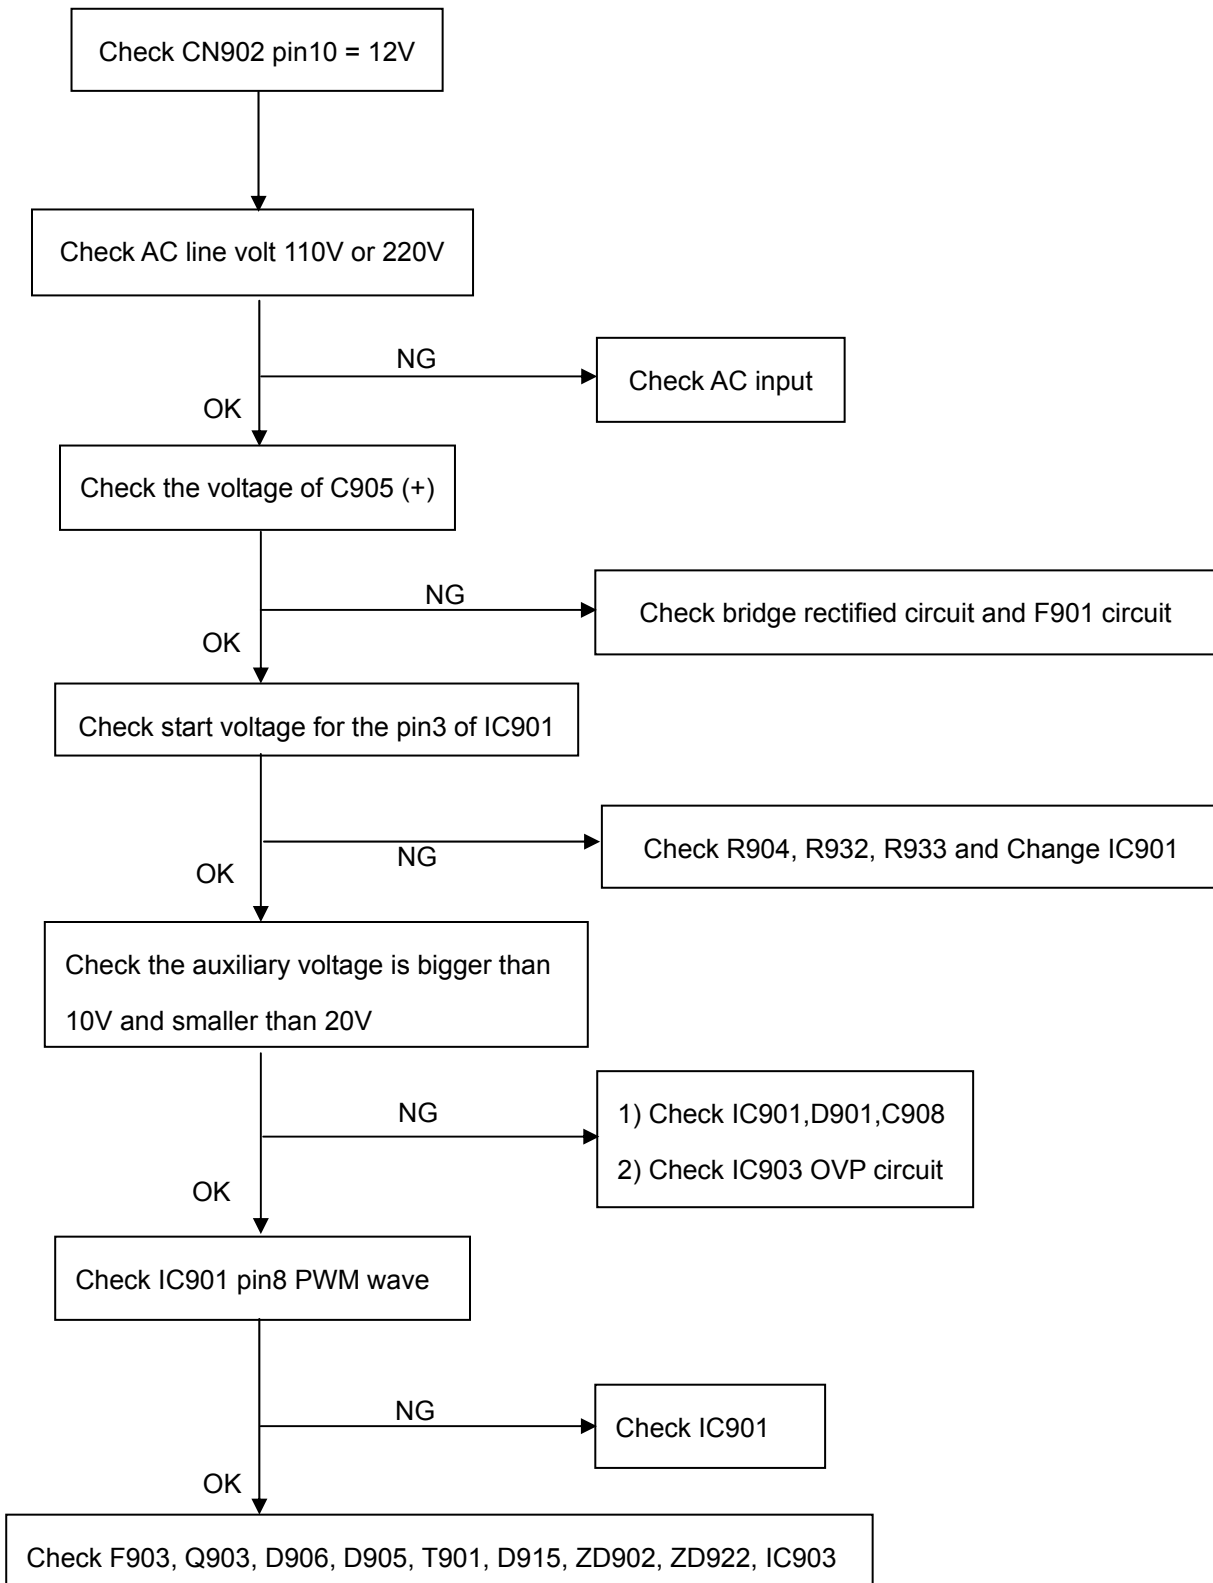 Check CN902 pin10 = 12V
Check AC line volt 110V or 220V
NG
Check AC input
OK
Check the voltage of C905 (+)
NG
Check bridge rectified circuit and F901 circuit
OK
Check start voltage for the pin3 of IC901
NG
Check R904, R932, R933 and Change IC901
OK
Check the auxiliary voltage is bigger than
10V and smaller than 20V
NG
1) Check IC901,D901,C908
2) Check IC903 OVP circuit
OK
Check IC901 pin8 PWM wave
NG
Check IC901
OK
Check F903, Q903, D906, D905, T901, D915, ZD902, ZD922, IC903